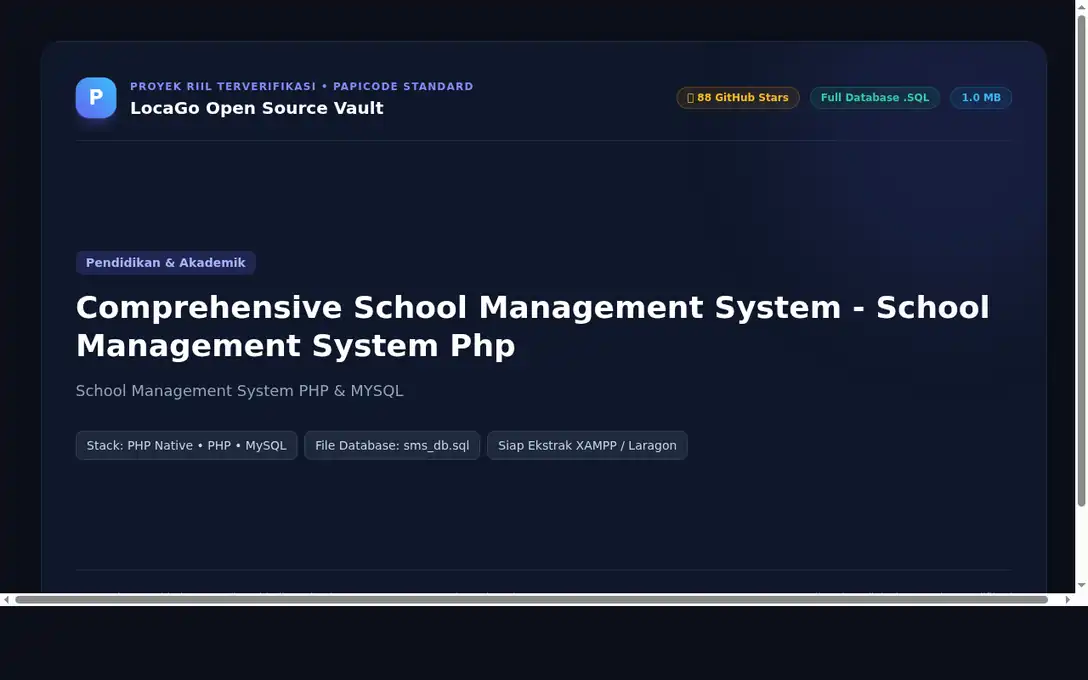 P
PROYEK RIIL TERVERIFIKASI • PAPICODE STANDARD
LocaGo Open Source Vault
88 GitHub Stars
Full Database .SQL
1.0 MB
Pendidikan & Akademik
Comprehensive School Management System - School
Management System Php
School Management System PHP & MYSQL
Stack: PHP Native • PHP • MySQL
File Database: sms_db.sql
Siap Ekstrak XAMPP / Laragon